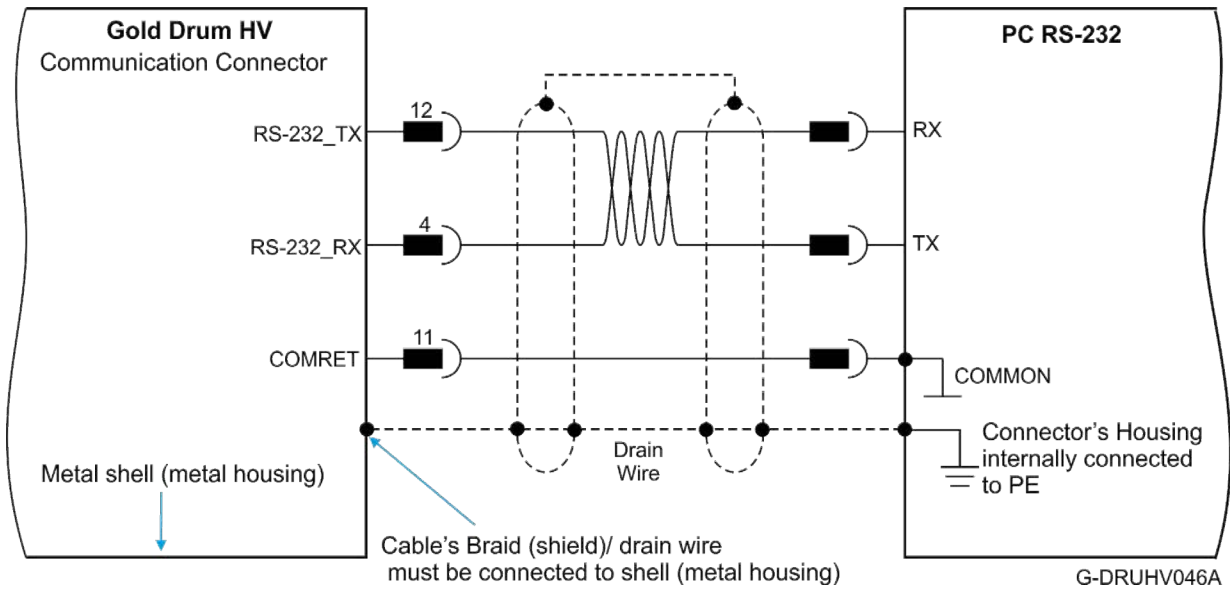 Gold Drum HV
Communication Connector
PC RS-232
12
RS-232_TX
RX
4
RS-232_RX
TX
11
COMRET
COMMON
Drain
Wire
Connector's Housing
internally connected
to PE
Metal shell (metal housing)
Cable's Braid (shield)/ drain wire
must be connected to shell (metal housing)
G-DRUHV046A